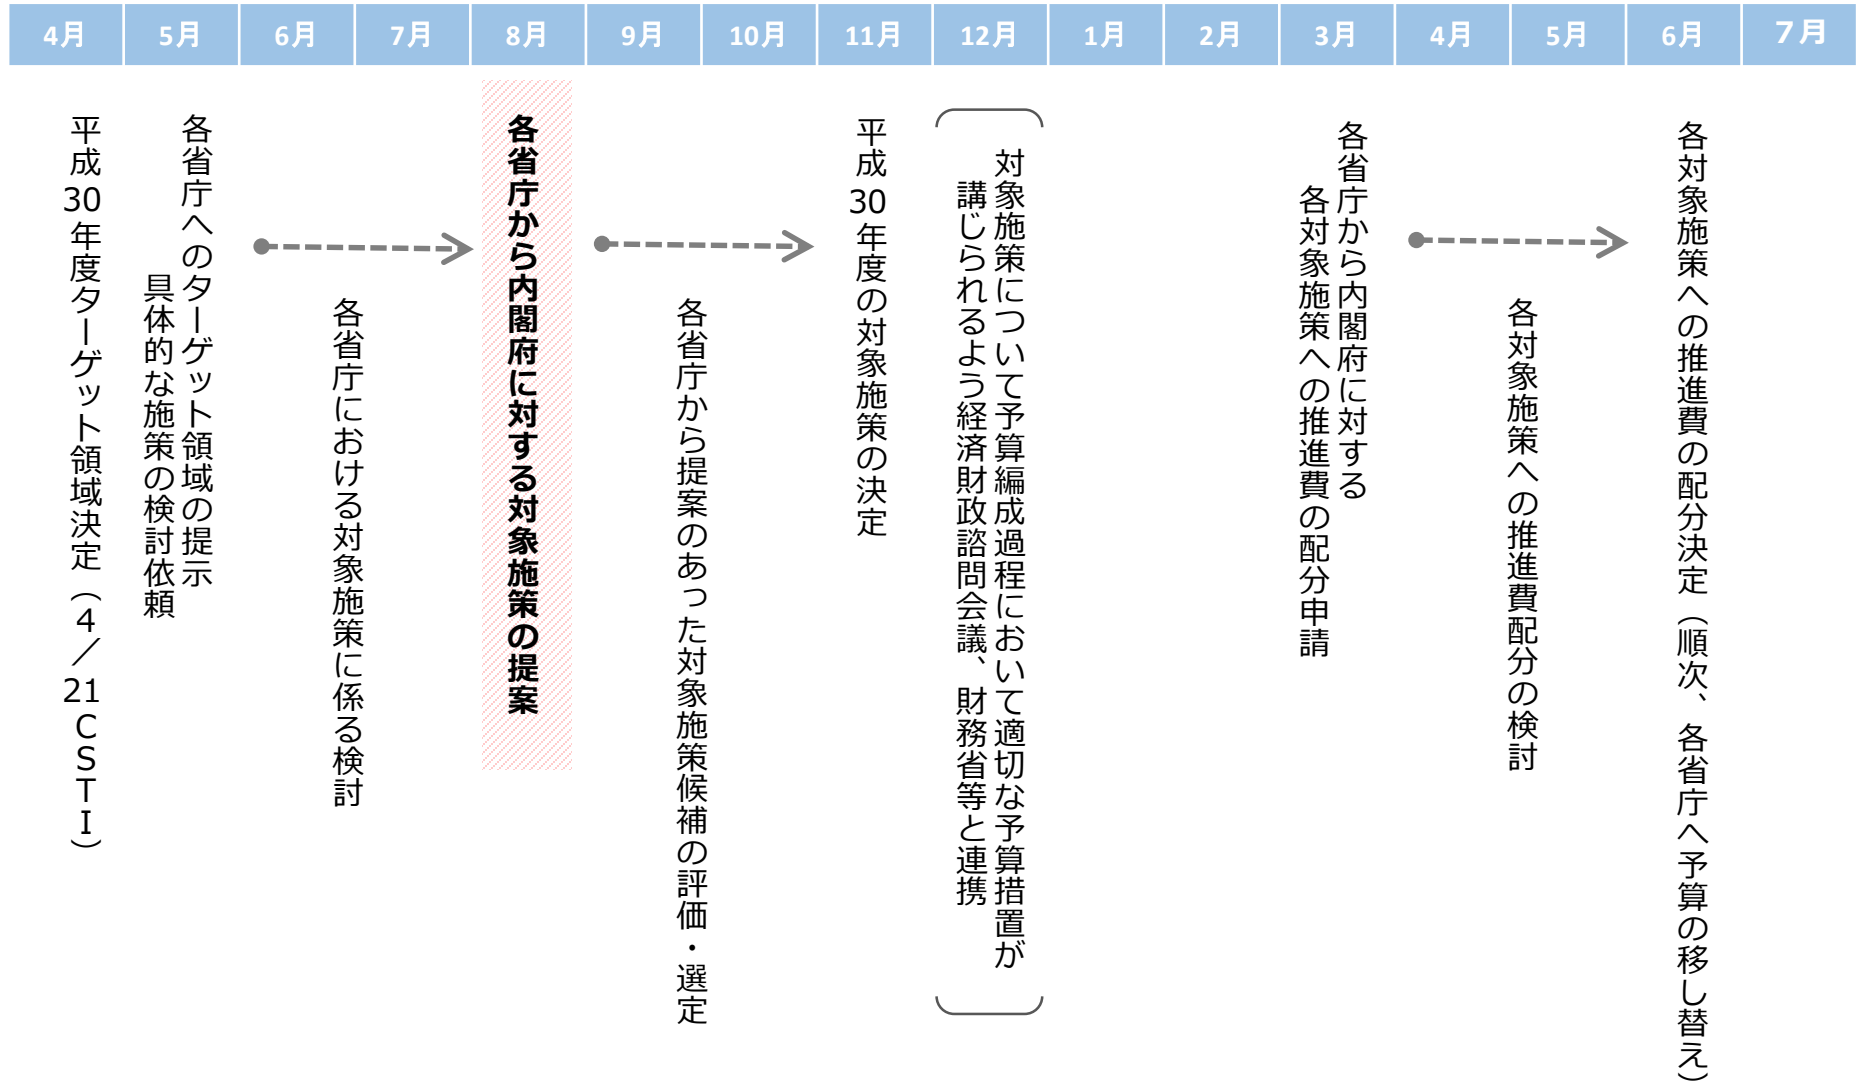 4月
5月
6月
7月
8月
9月
10月
11月
12月
1月
2月
3月
4月
5月
6月
7月
平成30年度ターゲット領域決定（4／21CSTI）
各省庁へのターゲット領域の提示
具体的な施策の検討依頼
各省庁における対象施策に係る検討
各省庁から内閣府に対する対象施策の提案
各省庁から提案のあった対象施策候補の評価・選定
平成30年度の対象施策の決定
対象施策について予算編成過程において適切な予算措置が
講じられるよう経済財政諮問会議、財務省等と連携
各省庁から内閣府に対する
各対象施策への推進費の配分申請
各対象施策への推進費配分の検討
各対象施策への推進費の配分決定（順次、各省庁へ予算の移し替え）